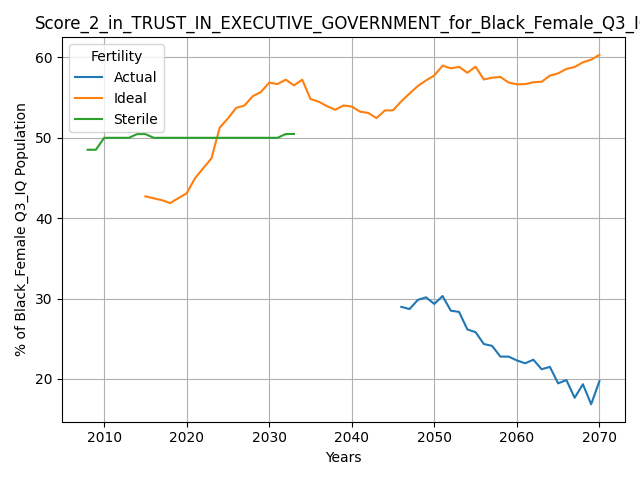 Score_2_in_TRUST_IN_EXECUTIVE_GOVERNMENT_for_Black_Female_Q3_I
Fertility
Actual
Ideal
Sterile
% of Black_Female Q3_IQ Population
60
50
40
30
20
2010 2020 2030 2040 2050 2060 2070
Years